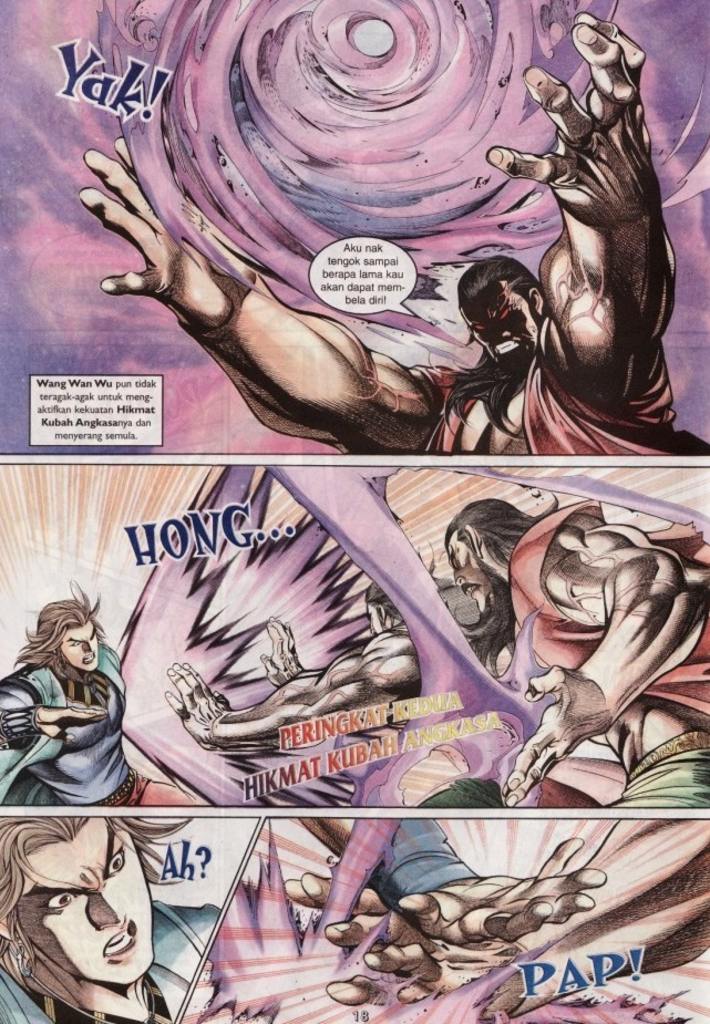 Yak!
Aku nak
tengok sampai
berapa lama kau
akan dapat mem-
bela diri!
Wang Wan Wu pun tidak
teragak-agak untuk meng-
aktifkan kekuatan Hikmat
Kubah Angkasanya dan
menyerang semula.
HONG...
PERINGKAT KEDUA
HIKMAT KUBAH ANGKASA
Ah?
PAP!
18